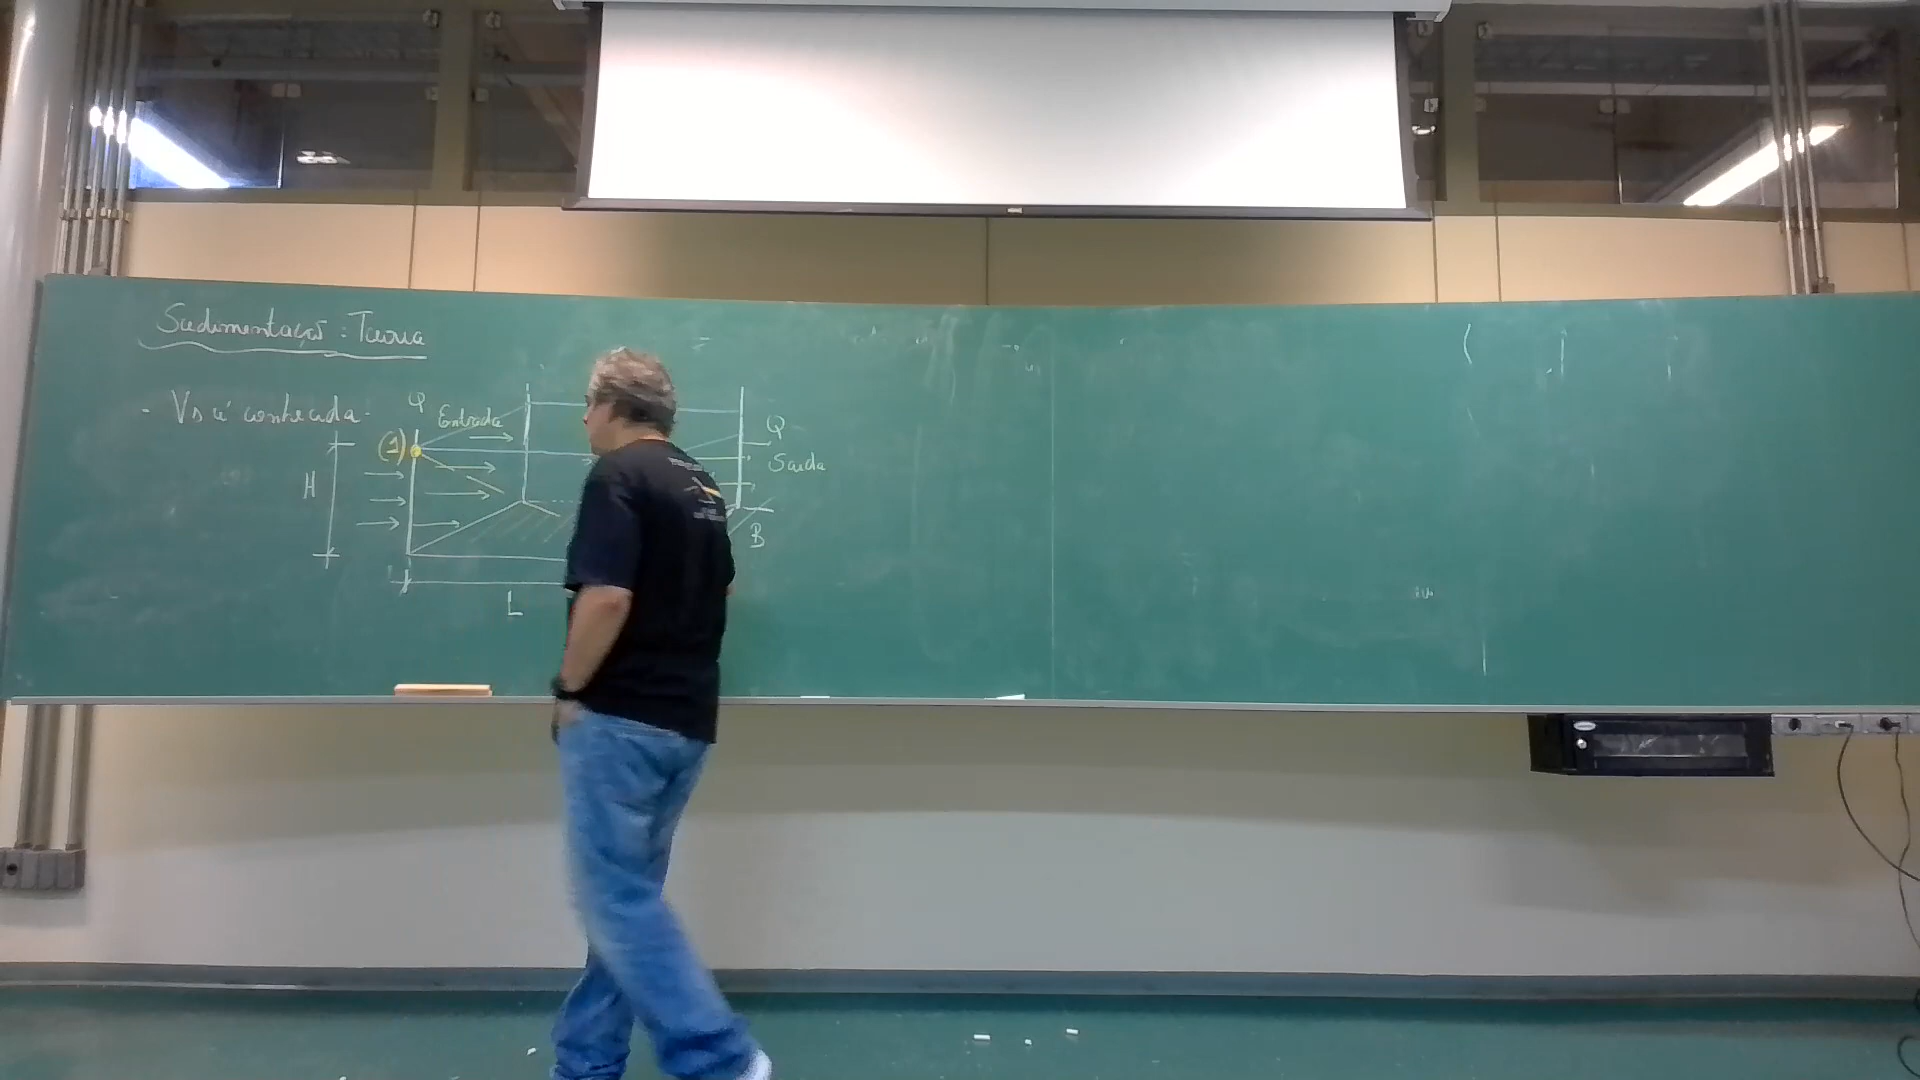 Sedimentação: Teoria
- Vs é conhecida.
Q
Entrada
(1)
H
Q
Saída
B
L